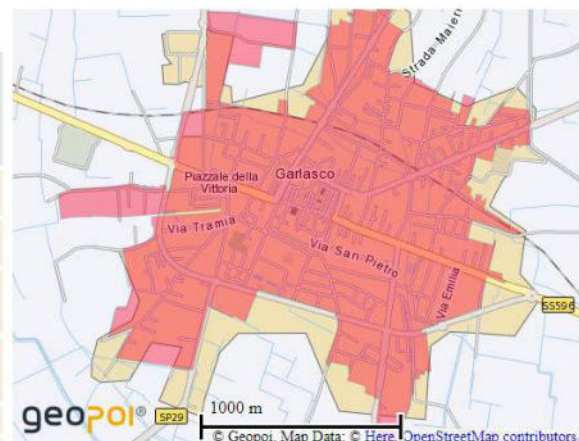 Strada Maieri
Garlasco
Piazzale della
Vittoria
Via Tramia
Via San Pietro
Via Emilia
SS596
SP29
1000 m
geopoi®
© Geopoi, Map Data: © Here, OpenStreetMap contributors